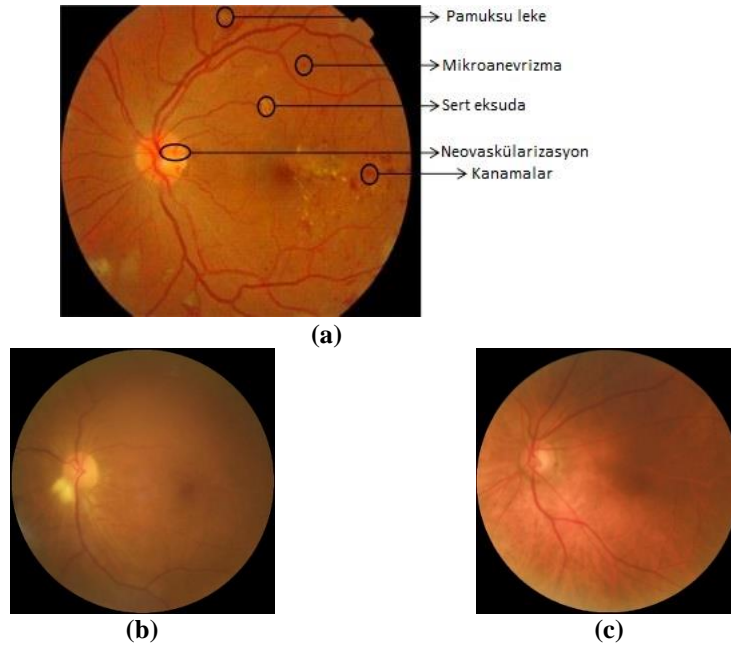 Pamuksu leke
Mikroanevrizma
Sert eksuda
Neovaskülarizasyon
Kanamalar
(a)
(b)
(c)